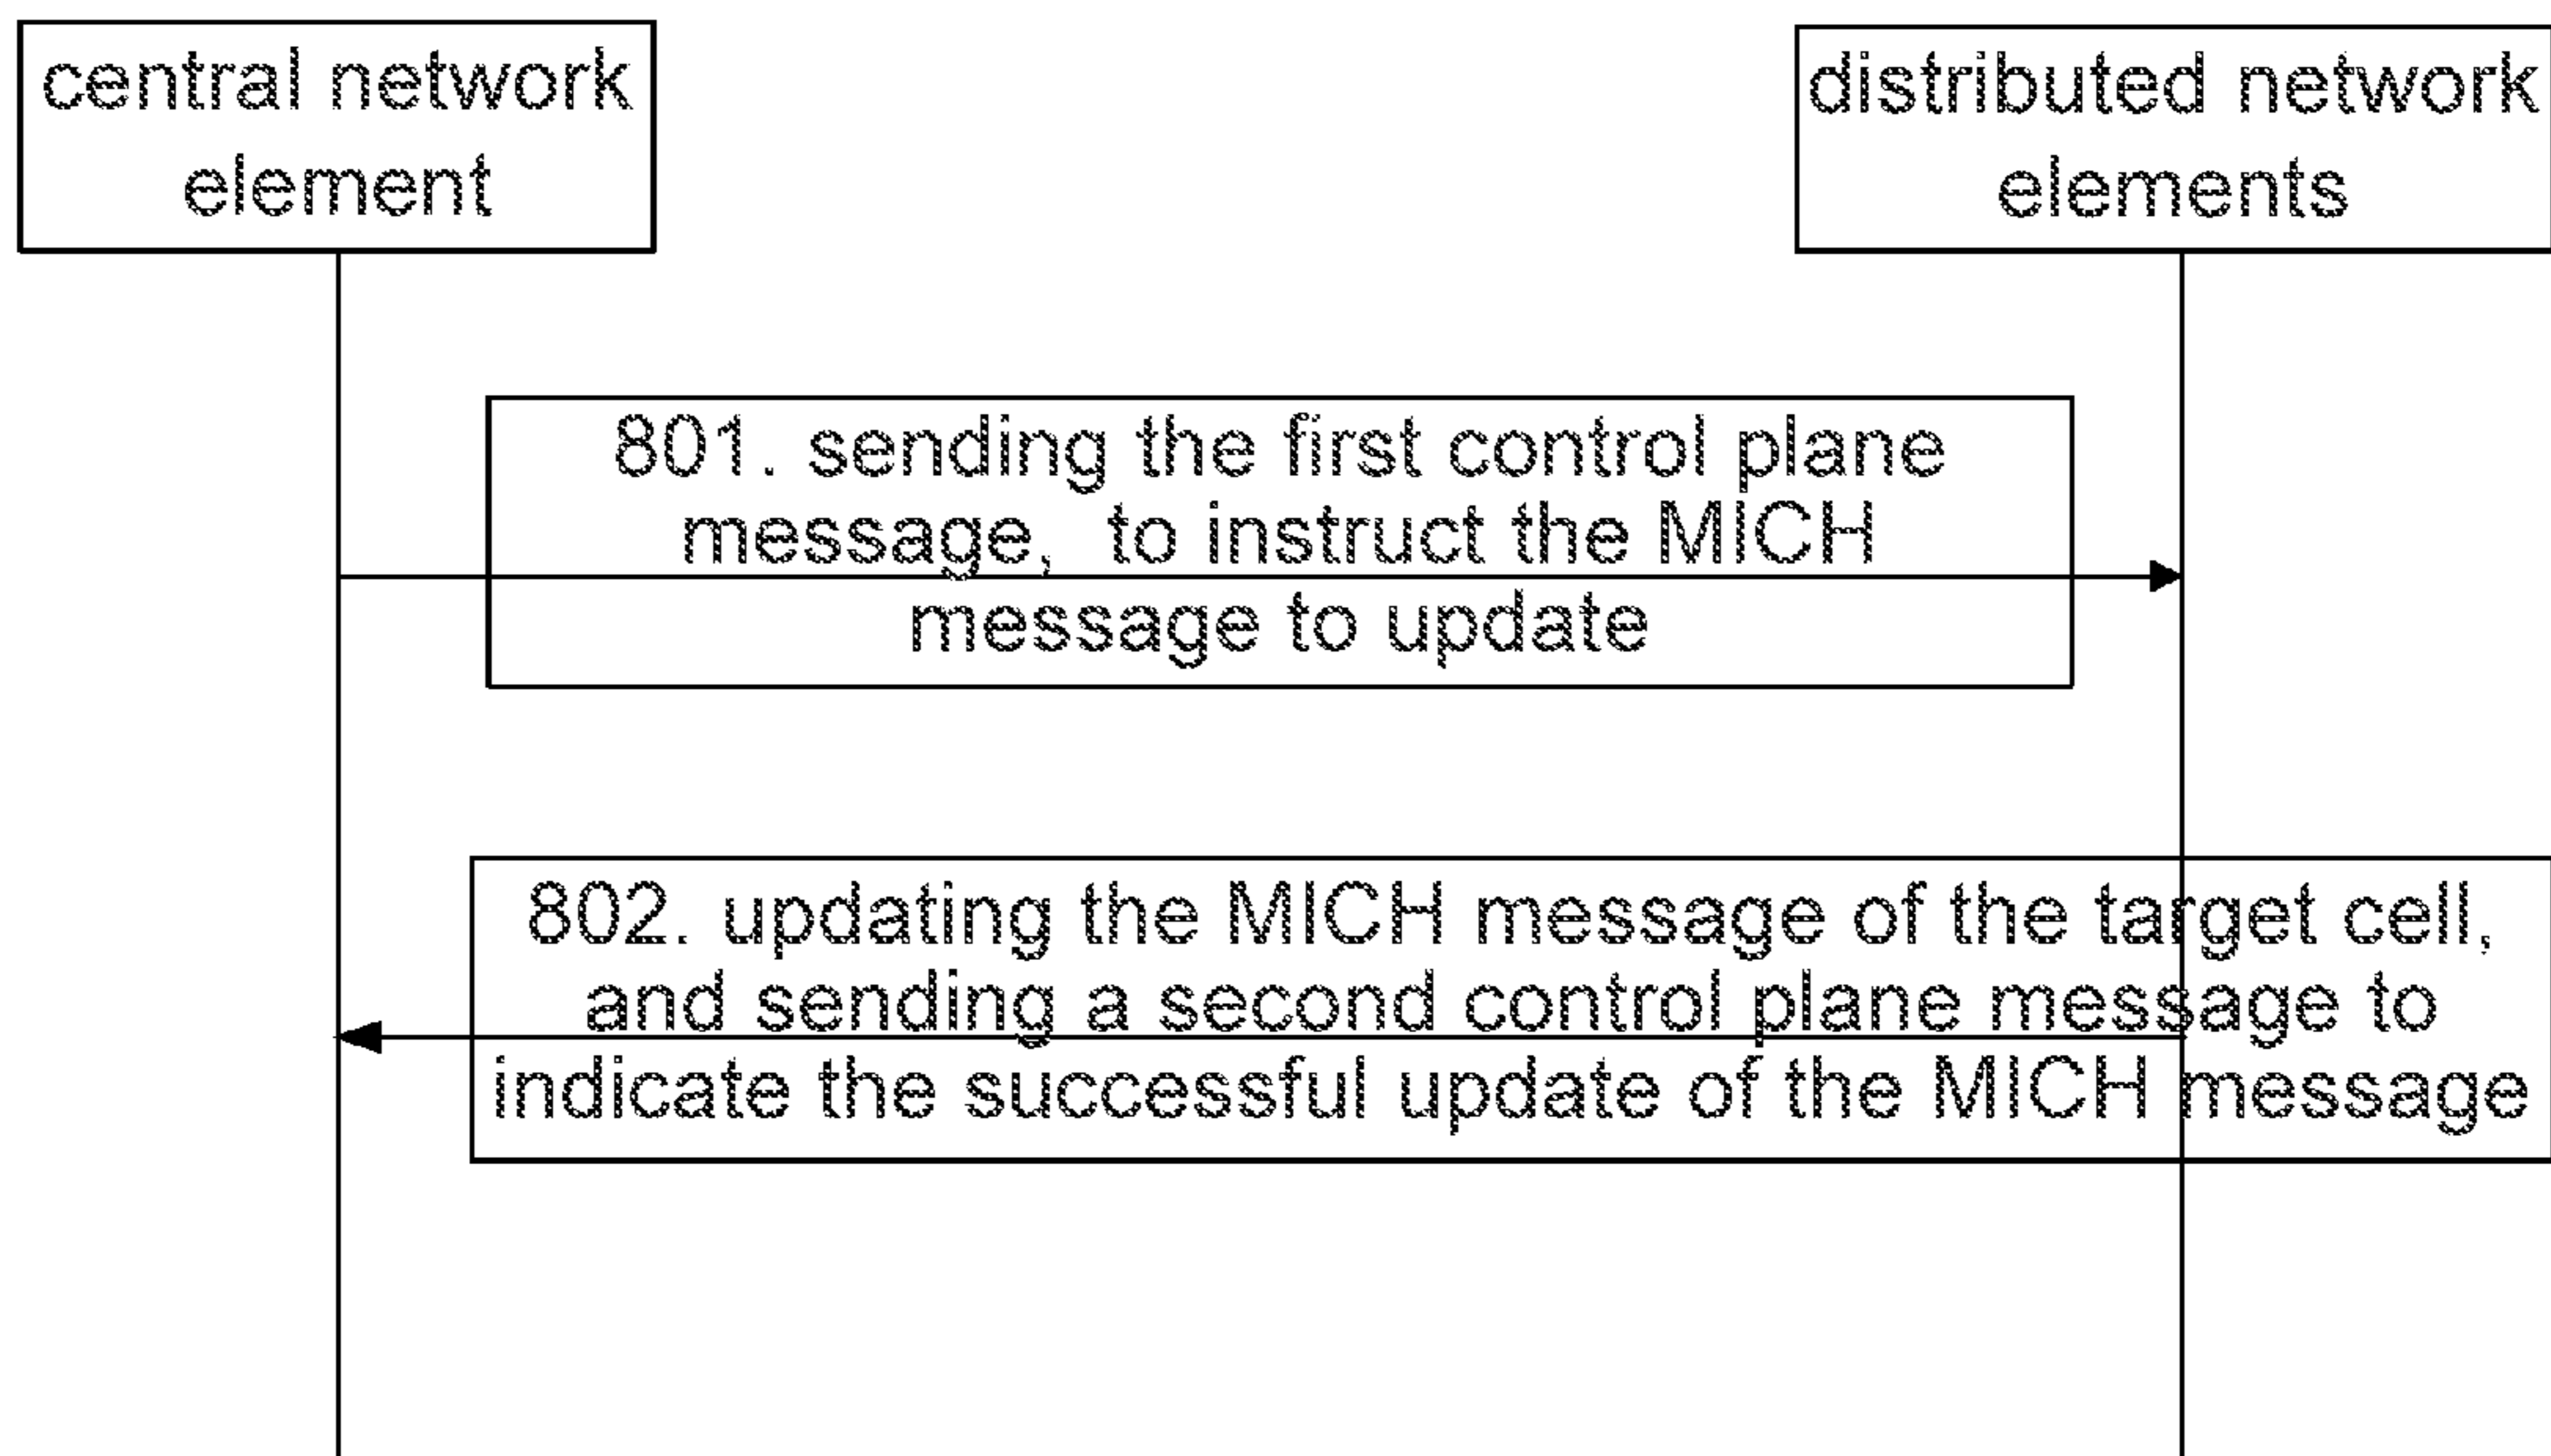 central network
element
distributed network
elements
801. sending the first control plane
message, to instruct the MICH
message to update
802. updating the MICH message of the target cell,
and sending a second control plane message to
indicate the successful update of the MICH message